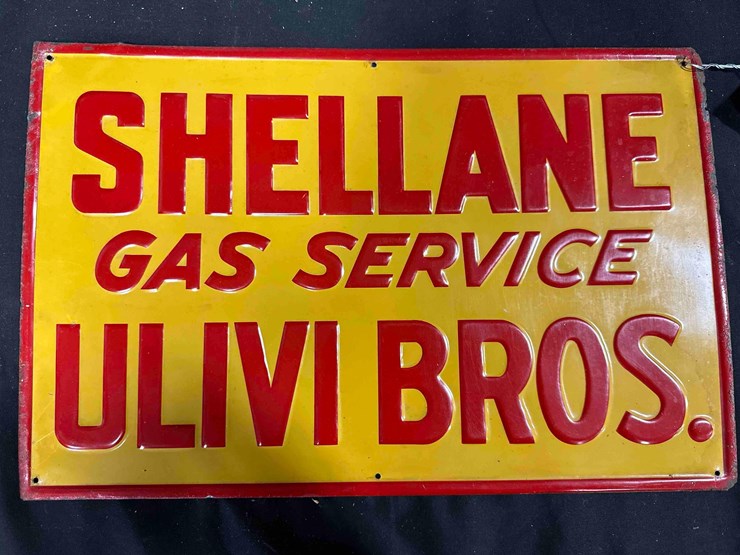 SHELLANE
GAS SERVICE
ULIVI BROS.